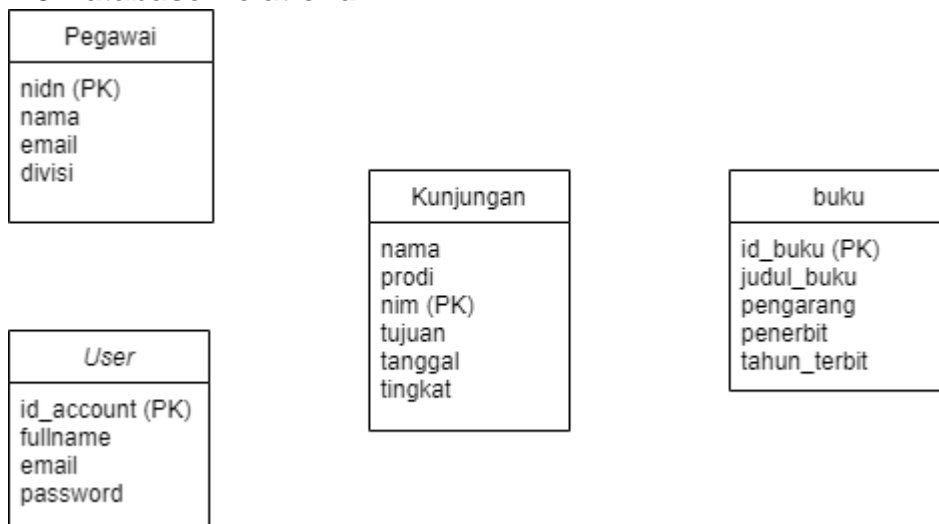 Pegawai
nidn (PK)
nama
email
divisi
User
id_account (PK)
fullname
email
password
Kunjungan
nama
prodi
nim (PK)
tujuan
tanggal
tingkat
buku
id_buku (PK)
judul_buku
pengarang
penerbit
tahun_terbit